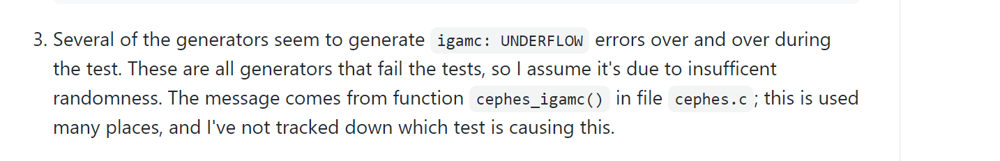 3. Several of the generators seem to generate igamc: UNDERFLOW errors over and over during
the test. These are all generators that fail the tests, so I assume it's due to insufficent
randomness. The message comes from function cephes_igamc() in file cephes.c; this is used
many places, and I've not tracked down which test is causing this.